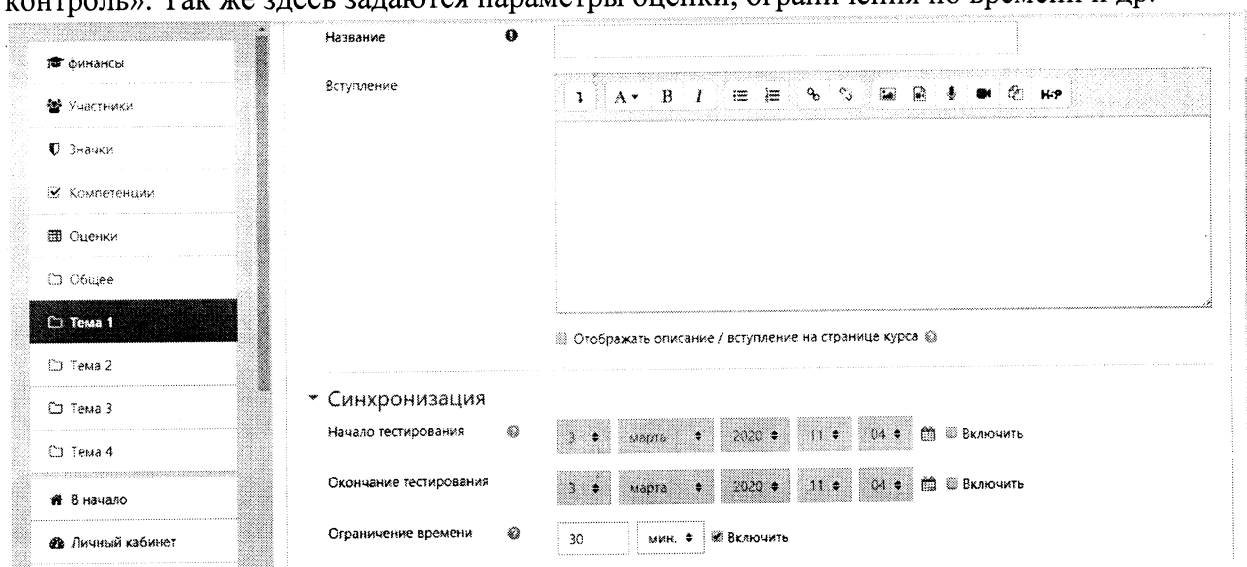 контроль». Так же здесь задаются параметры оценки, ограничения по времени и др.
финансы
Участники
Значки
Компетенции
Оценки
Общее
Тема 1
Тема 2
Тема 3
Тема 4
В начало
Личный кабинет
Название
Вступление
A B I H-P
Отображать описание / вступление на странице курса
Синхронизация
Начало тестирования 3 марта 2020 11 04 Включить
Окончание тестирования 3 марта 2020 11 04 Включить
Ограничение времени 30 мин. Включить